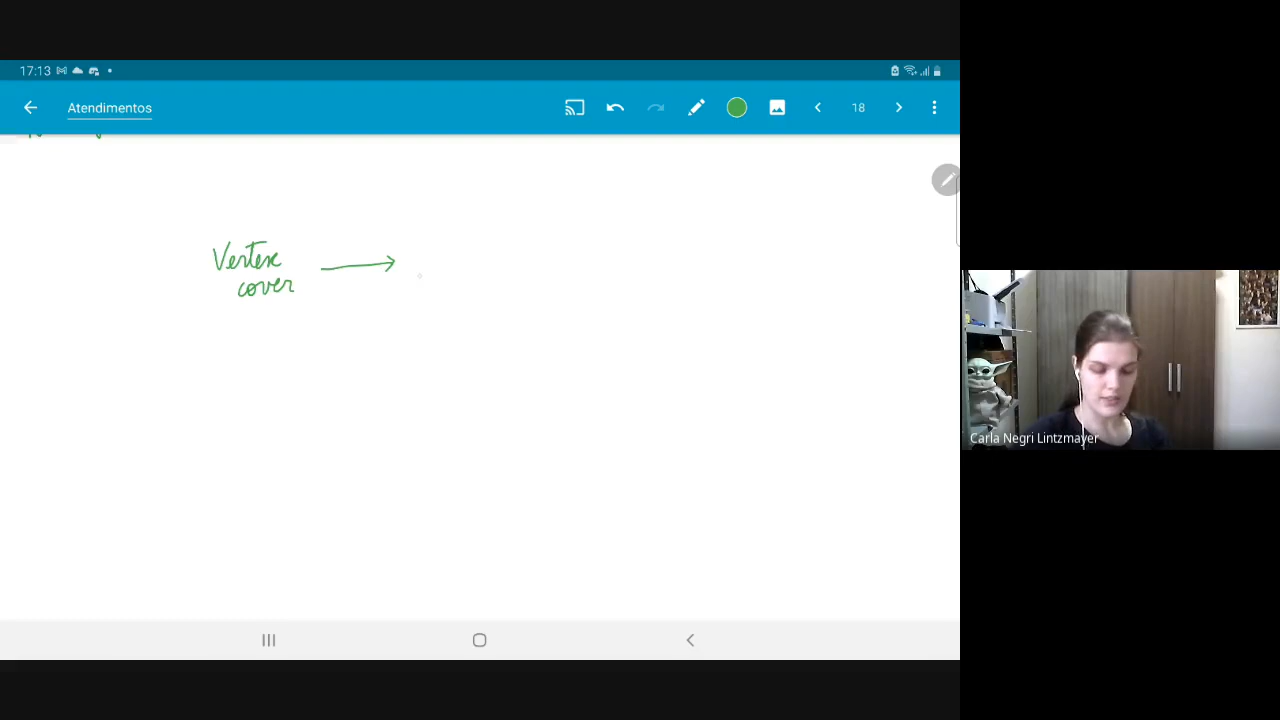 17:13
Atendimentos
18
Vertex
cover
Carla Negri Lintzmayer